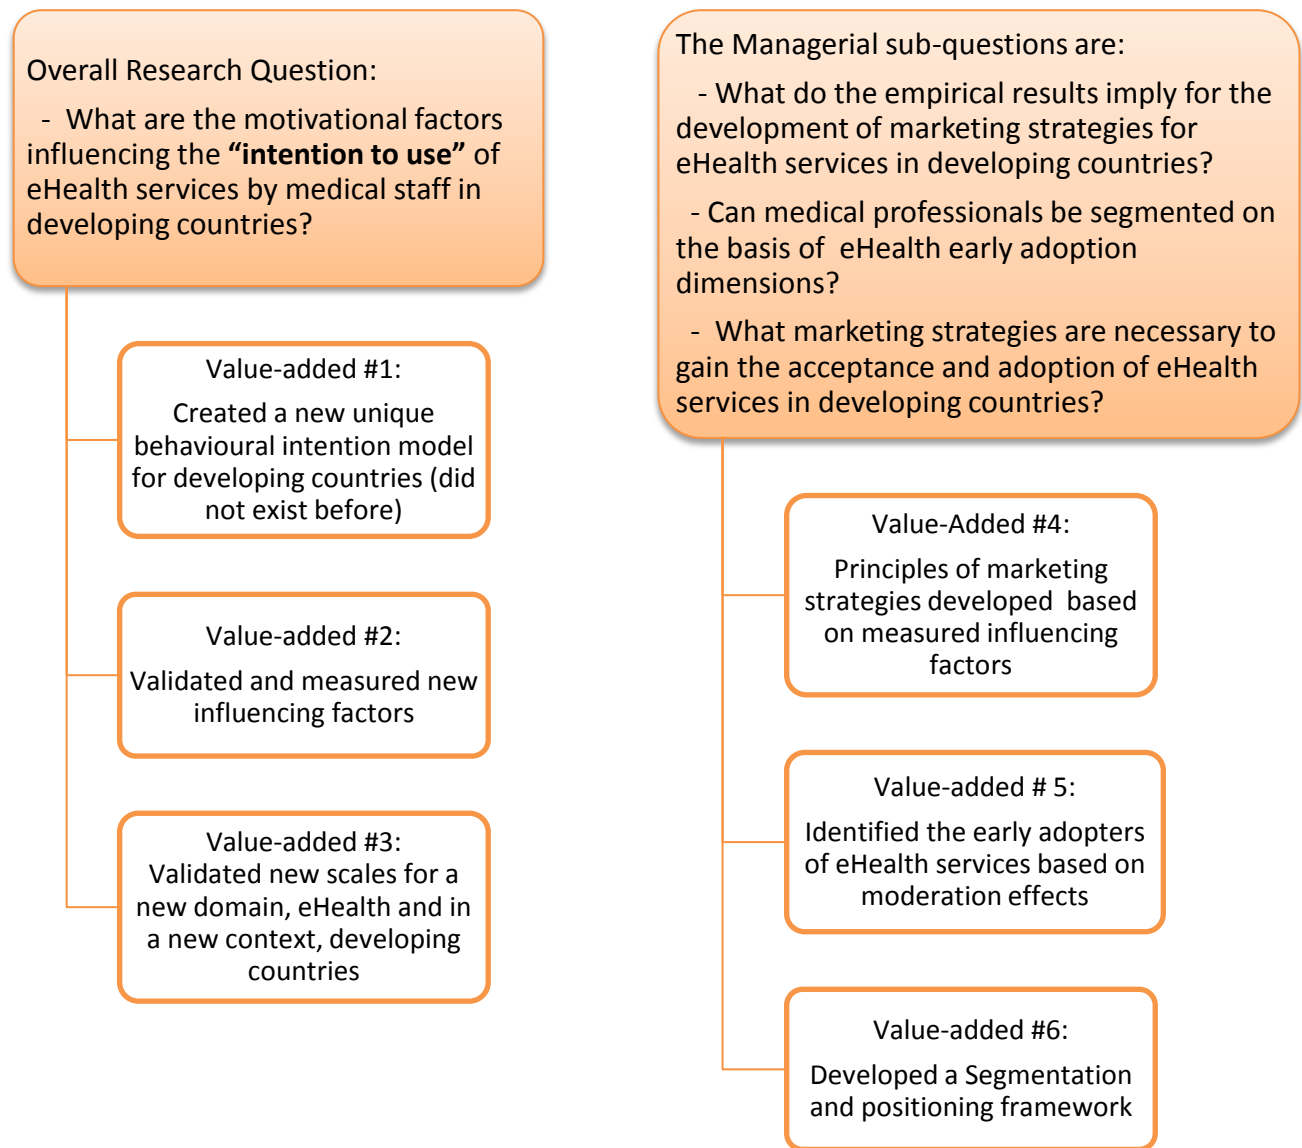 Overall Research Question:
- What are the motivational factors
influencing the “intention to use” of
eHealth services by medical staff in
developing countries?
Value-added #1:
Created a new unique
behavioural intention model
for developing countries (did
not exist before)
Value-added #2:
Validated and measured new
influencing factors
Value-added #3:
Validated new scales for a
new domain, eHealth and in
a new context, developing
countries
The Managerial sub-questions are:
- What do the empirical results imply for the
development of marketing strategies for
eHealth services in developing countries?
- Can medical professionals be segmented on
the basis of eHealth early adoption
dimensions?
- What marketing strategies are necessary to
gain the acceptance and adoption of eHealth
services in developing countries?
Value-Added #4:
Principles of marketing
strategies developed based
on measured influencing
factors
Value-added # 5:
Identified the early adopters
of eHealth services based on
moderation effects
Value-added #6:
Developed a Segmentation
and positioning framework